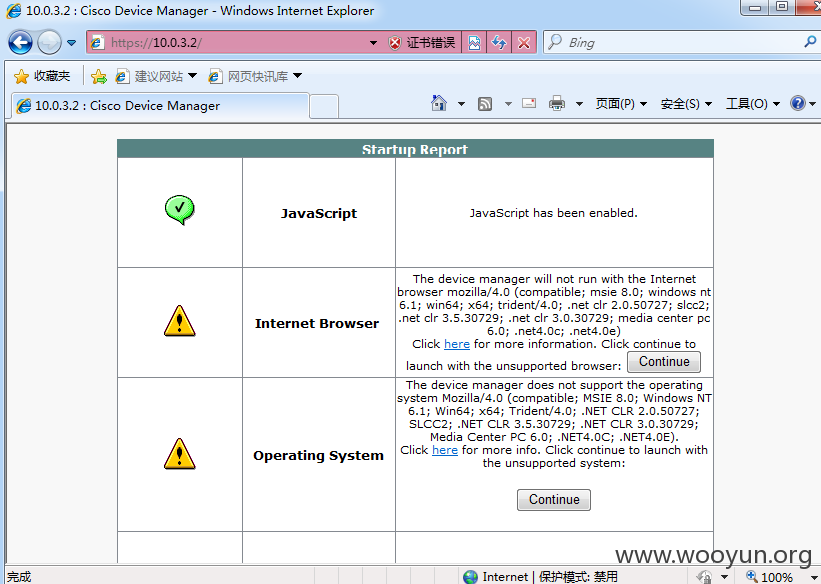 10.0.3.2 : Cisco Device Manager - Windows Internet Explorer
https://10.0.3.2/
证书错误
Bing
收藏夹
建议网站
网页快讯库
10.0.3.2 : Cisco Device Manager
页面(P)
安全(S)
工具(O)
Startup Report
JavaScript
JavaScript has been enabled.
Internet Browser
The device manager will not run with the Internet
browser mozilla/4.0 (compatible; msie 8.0; windows nt
6.1; win64; x64; trident/4.0; .net clr 2.0.50727; slcc2;
.net clr 3.5.30729; .net clr 3.0.30729; media center pc
6.0; .net4.0c; .net4.0e)
Click here for more information. Click continue to
launch with the unsupported browser:
Continue
Operating System
The device manager does not support the operating
system Mozilla/4.0 (compatible; MSIE 8.0; Windows NT
6.1; Win64; x64; Trident/4.0; .NET CLR 2.0.50727;
SLCC2; .NET CLR 3.5.30729; .NET CLR 3.0.30729;
Media Center PC 6.0; .NET4.0C; .NET4.0E).
Click here for more info. Click continue to launch with
the unsupported system:
Continue
www.wooyun.org
完成
Internet | 保护模式: 禁用
100%